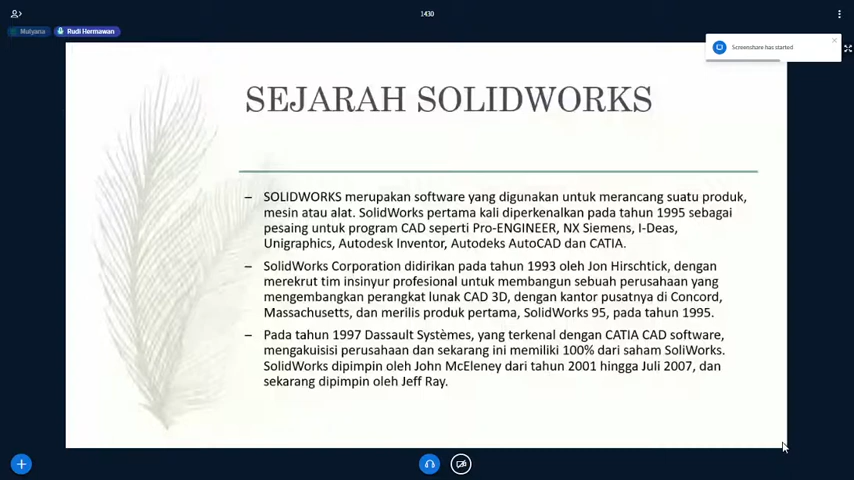 1430
Mulyana
Rudi Hermawan
Screenshare has started
SEJARAH SOLIDWORKS
– SOLIDWORKS merupakan software yang digunakan untuk merancang suatu produk,
mesin atau alat. SolidWorks pertama kali diperkenalkan pada tahun 1995 sebagai
pesaing untuk program CAD seperti Pro-ENGINEER, NX Siemens, I-Deas,
Unigraphics, Autodesk Inventor, Autodeks AutoCAD dan CATIA.
– SolidWorks Corporation didirikan pada tahun 1993 oleh Jon Hirschtick, dengan
merekrut tim insinyur profesional untuk membangun sebuah perusahaan yang
mengembangkan perangkat lunak CAD 3D, dengan kantor pusatnya di Concord,
Massachusetts, dan merilis produk pertama, SolidWorks 95, pada tahun 1995.
– Pada tahun 1997 Dassault Systèmes, yang terkenal dengan CATIA CAD software,
mengakuisisi perusahaan dan sekarang ini memiliki 100% dari saham SoliWorks.
SolidWorks dipimpin oleh John McEleney dari tahun 2001 hingga Juli 2007, dan
sekarang dipimpin oleh Jeff Ray.